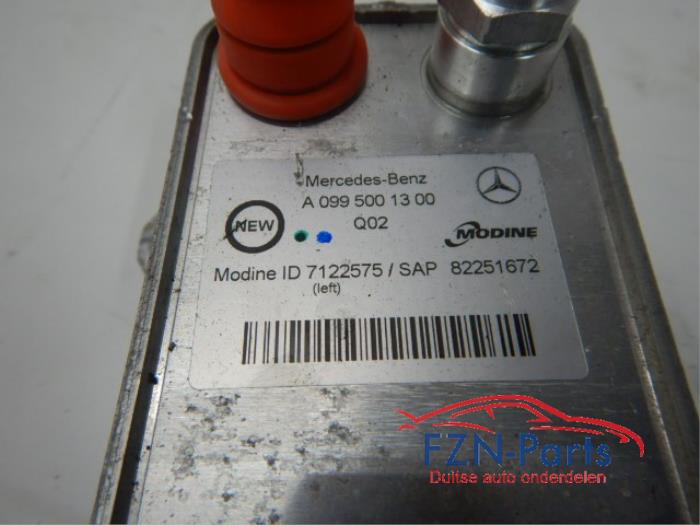 Mercedes-Benz
A 099 500 13 00
NEW
Q02
MODINE
Modine ID 7122575 / SAP 82251672
(left)
FZN-Parts
Duitse auto onderdelen